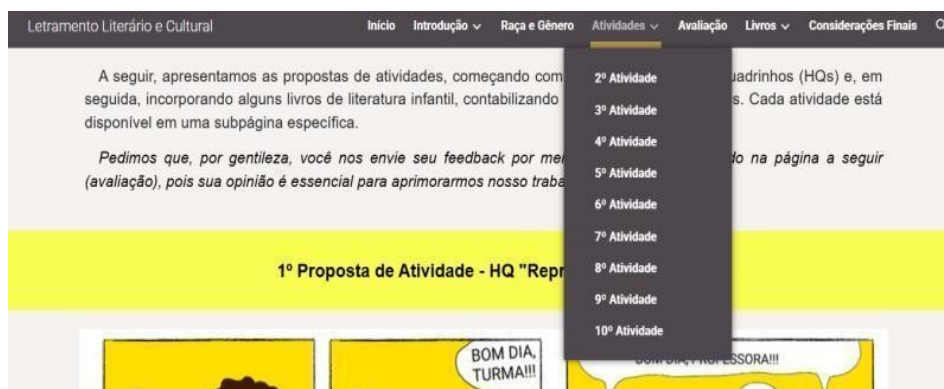 Letramento Literário e Cultural
Início Introdução Raça e Gênero Atividades Avaliação Livros Considerações Finais
A seguir, apresentamos as propostas de atividades, começando com uadrinhos (HQs) e, em
seguida, incorporando alguns livros de literatura infantil, contabilizando s. Cada atividade está
disponível em uma subpágina específica.
Pedimos que, por gentileza, você nos envie seu feedback por mei do na página a seguir
(avaliação), pois sua opinião é essencial para aprimorarmos nosso traba
2º Atividade
3º Atividade
4º Atividade
5º Atividade
6º Atividade
7º Atividade
8º Atividade
9º Atividade
10º Atividade
1º Proposta de Atividade - HQ "Repr
BOM DIA,
TURMA!!!
BOM DIA, PROFESSORA!!!